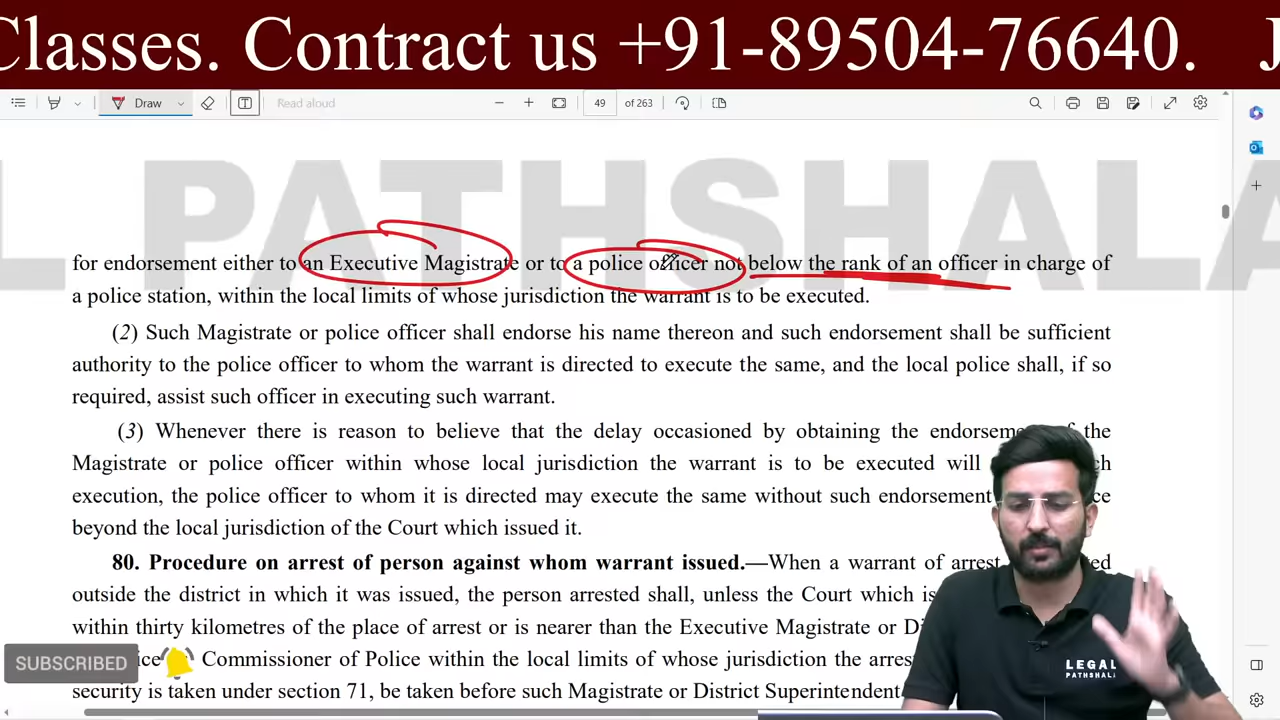 Classes. Contract us +91-89504-76640.
Draw
Read aloud
49 of 263
L PATHSHALA
for endorsement either to an Executive Magistrate or to a police officer not below the rank of an officer in charge of
a police station, within the local limits of whose jurisdiction the warrant is to be executed.
(2) Such Magistrate or police officer shall endorse his name thereon and such endorsement shall be sufficient
authority to the police officer to whom the warrant is directed to execute the same, and the local police shall, if so
required, assist such officer in executing such warrant.
(3) Whenever there is reason to believe that the delay occasioned by obtaining the endorsement of the
Magistrate or police officer within whose local jurisdiction the warrant is to be executed will
execution, the police officer to whom it is directed may execute the same without such endorsement
beyond the local jurisdiction of the Court which issued it.
80. Procedure on arrest of person against whom warrant issued.—When a warrant of arrest
outside the district in which it was issued, the person arrested shall, unless the Court which
within thirty kilometres of the place of arrest or is nearer than the Executive Magistrate or
Commissioner of Police within the local limits of whose jurisdiction the
security is taken under section 71, be taken before such Magistrate or District Superintendent
SUBSCRIBED
LEGAL
PATHSHALA